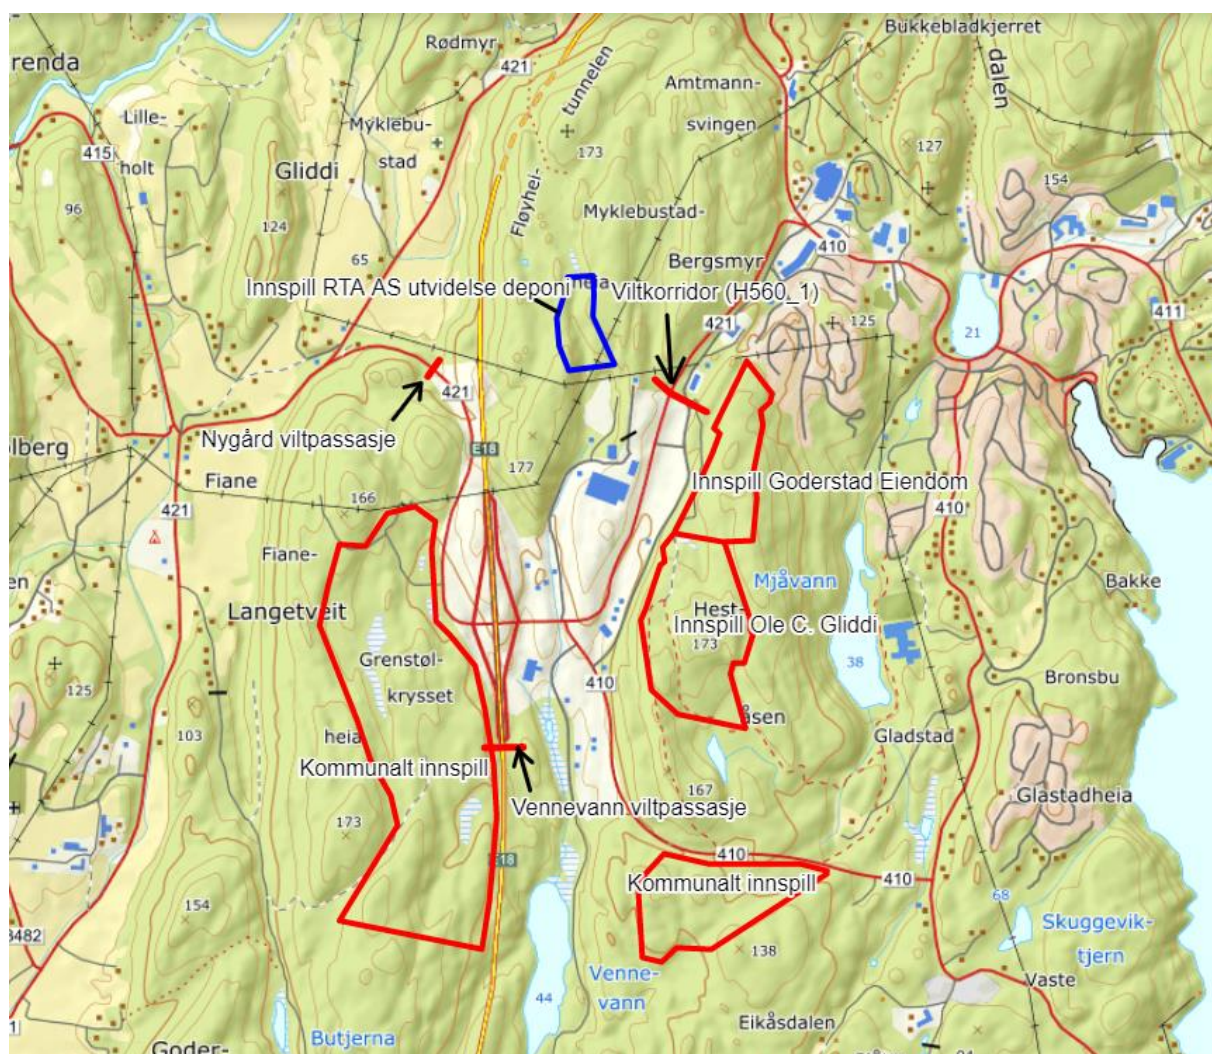 Bukkebladkjerret
dalen
Rødmyr
421
tunnelen
Amtmann-
svingen
renda
Lille-
holt
415
Myklebu-
stad
Gliddi
173
127
154
96
124
65
Fløyhei-
heia
Myklebustad-
Bergsmyr
410
Innspill RTA AS utvidelse deponi
Viltkorridor (H560_1)
421
125
21
411
421
Nygård viltpassasje
E18
177
olberg
Fiane
166
421
Innspill Goderstad Eiendom
410
Fiane-
en
Langetveit
Mjåvann
Bakke
Hest-
Innspill Ole C. Gliddi
173
38
Grenstøl-
krysset
410
125
Bronsbu
103
heia
åsen
Gladstad
Kommunalt innspill
Vennevann viltpassasje
167
Glastadheia
173
410
E18
Kommunalt innspill
410
68
154
Skuggevik-
tjern
3482
138
Venne-
vann
Vaste
44
Eikåsdalen
Butjerna
Goder-